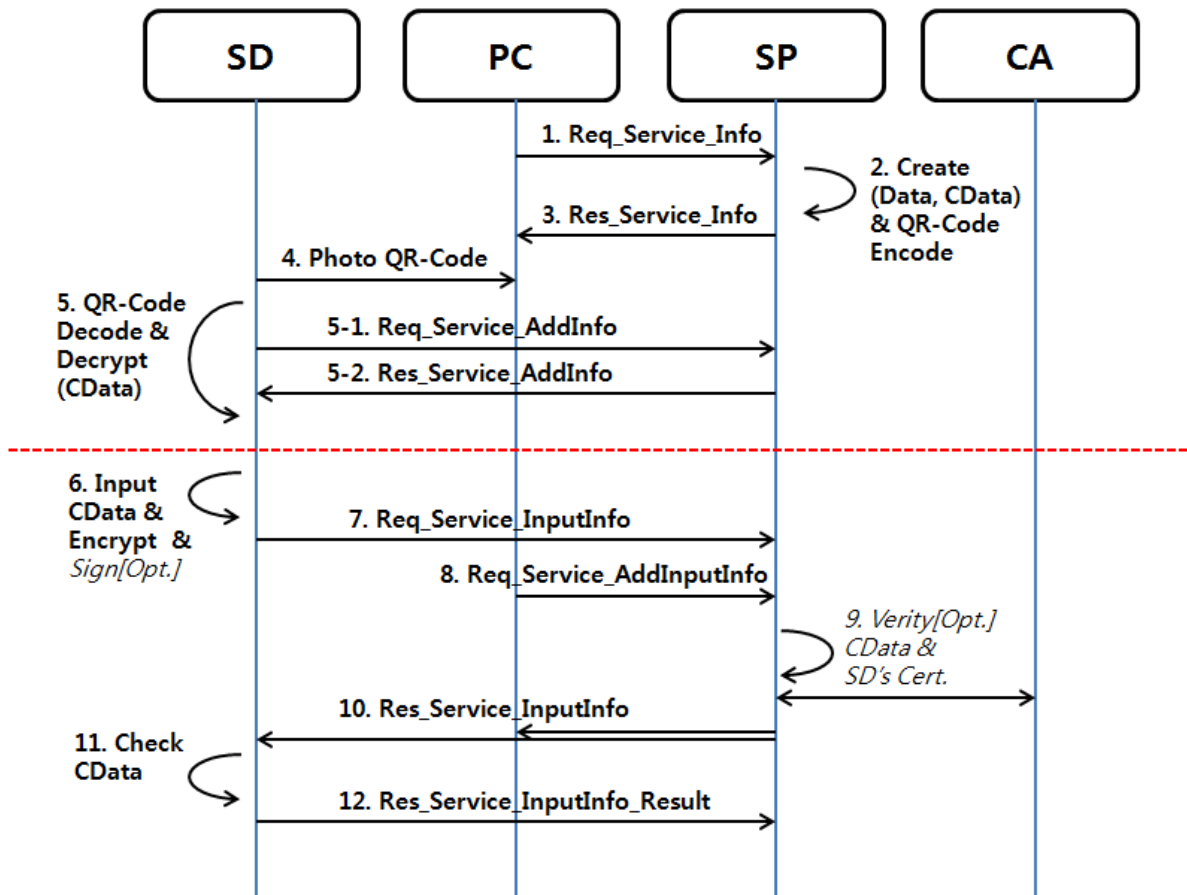 SD
PC
SP
CA
1. Req_Service_Info
2. Create
(Data, CData)
& QR-Code
Encode
3. Res_Service_Info
4. Photo QR-Code
5. QR-Code
Decode &
Decrypt
(CData)
5-1. Req_Service_AddInfo
5-2. Res_Service_AddInfo
6. Input
CData &
Encrypt &
Sign[Opt.]
7. Req_Service_InputInfo
8. Req_Service_AddInputInfo
9. Verity[Opt.]
CData &
SD's Cert.
10. Res_Service_InputInfo
11. Check
CData
12. Res_Service_InputInfo_Result